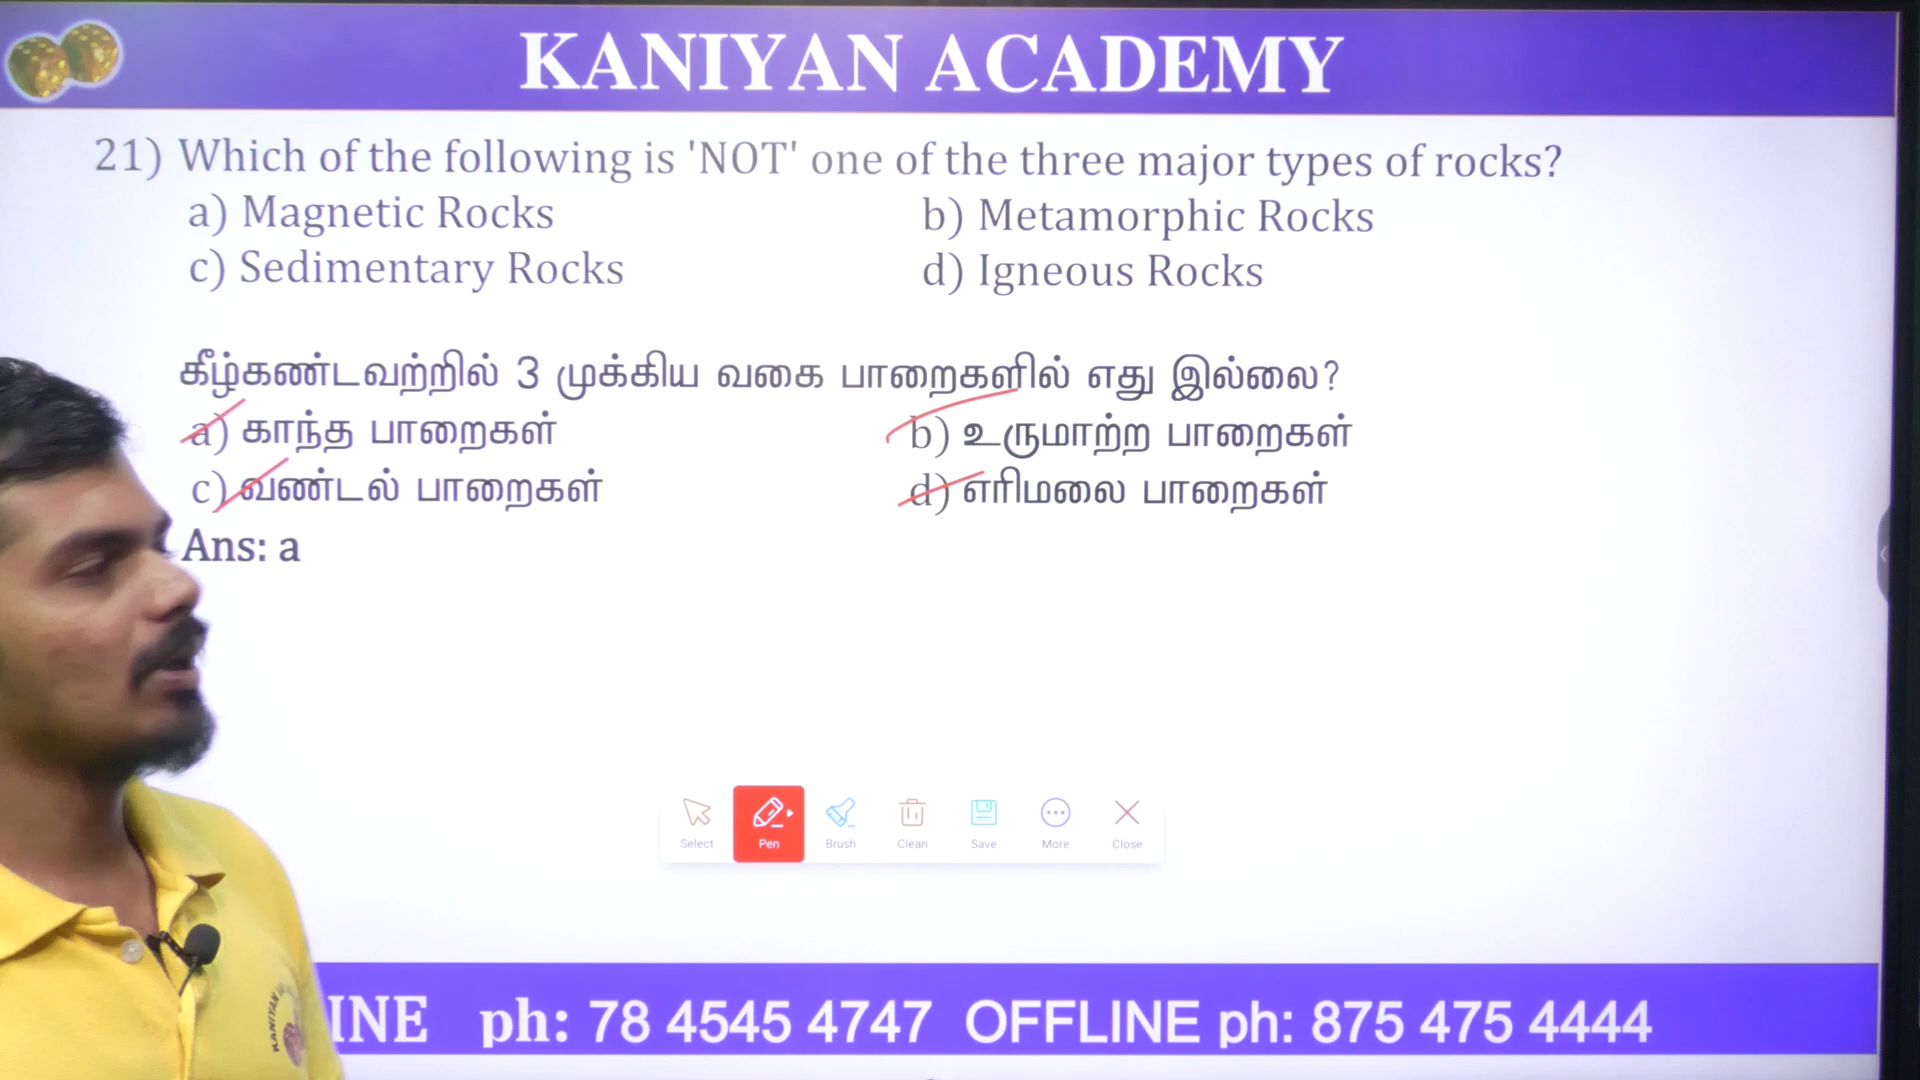 KANIYAN ACADEMY
21) Which of the following is 'NOT' one of the three major types of rocks?
a) Magnetic Rocks b) Metamorphic Rocks
c) Sedimentary Rocks d) Igneous Rocks
கீழ்கண்டவற்றில் 3 முக்கிய வகை பாறைகளில் எது இல்லை?
a) காந்த பாறைகள் b) உருமாற்ற பாறைகள்
c) வண்டல் பாறைகள் d) எரிமலை பாறைகள்
Ans: a
Select Pen Brush Clean Save More Close
INE ph: 78 4545 4747 OFFLINE ph: 875 475 4444
KANIYAN